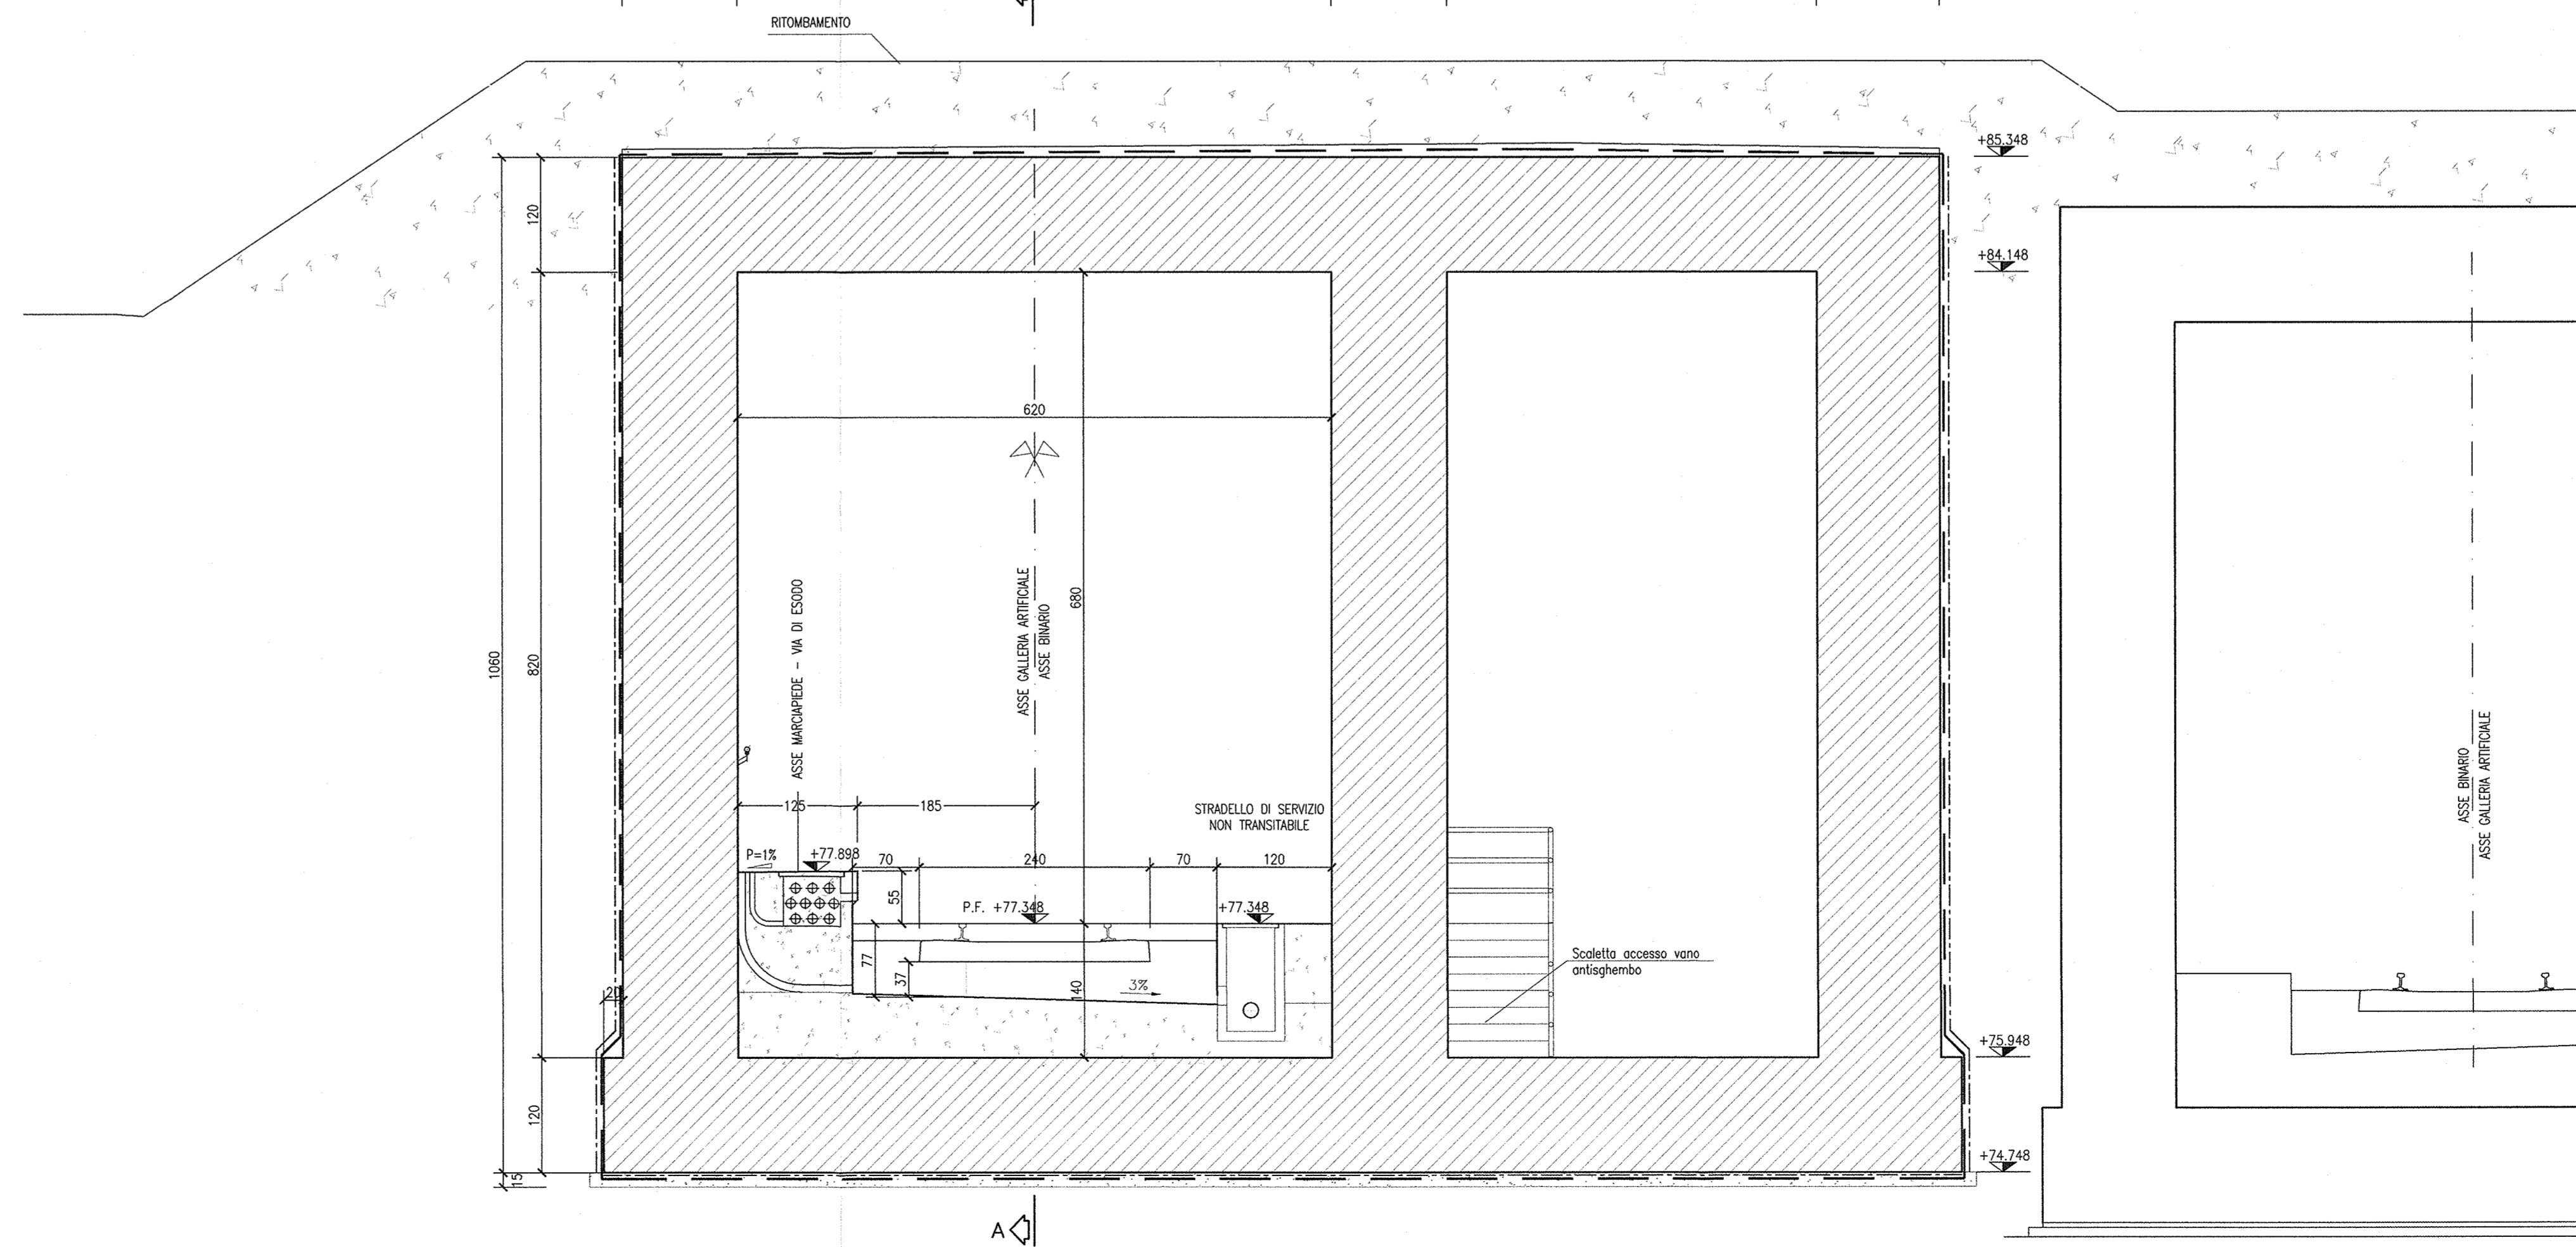 RITOMBAMENTO
+85.348
120
+84.148
620
ASSE MARCIAPIEDE - VIA DI ESODO
ASSE GALLERIA ARTIFICIALE
ASSE BINARIO
680
1060
820
ASSE BINARIO
ASSE GALLERIA ARTIFICIALE
125
185
STRADELLO DI SERVIZIO
NON TRANSITABILE
P=1%
+77.898
70
240
70
120
55
P.F. +77.348
+77.348
77
37
3%
140
Scaletta accesso vano
antisghembo
20
+75.948
120
+74.748
15
A